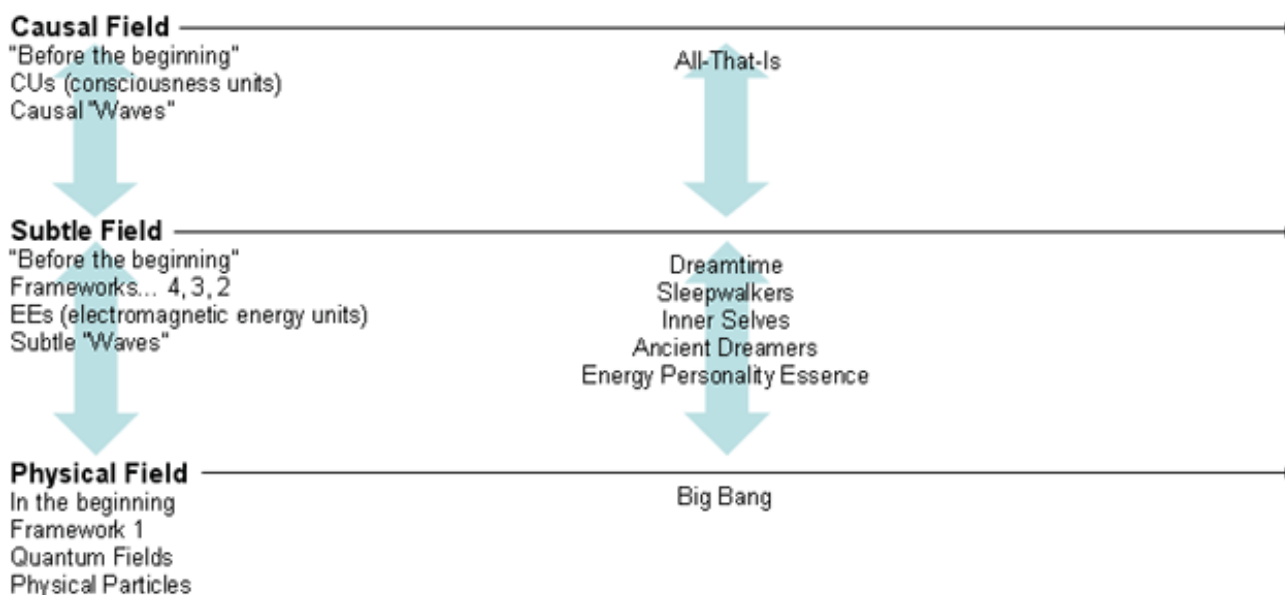 Causal Field
"Before the beginning"
CUs (consciousness units)
Causal "Waves"
All-That-Is
Subtle Field
"Before the beginning"
Frameworks... 4, 3, 2
EEs (electromagnetic energy units)
Subtle "Waves"
Dreamtime
Sleepwalkers
Inner Selves
Ancient Dreamers
Energy Personality Essence
Physical Field
In the beginning
Framework 1
Quantum Fields
Physical Particles
Big Bang